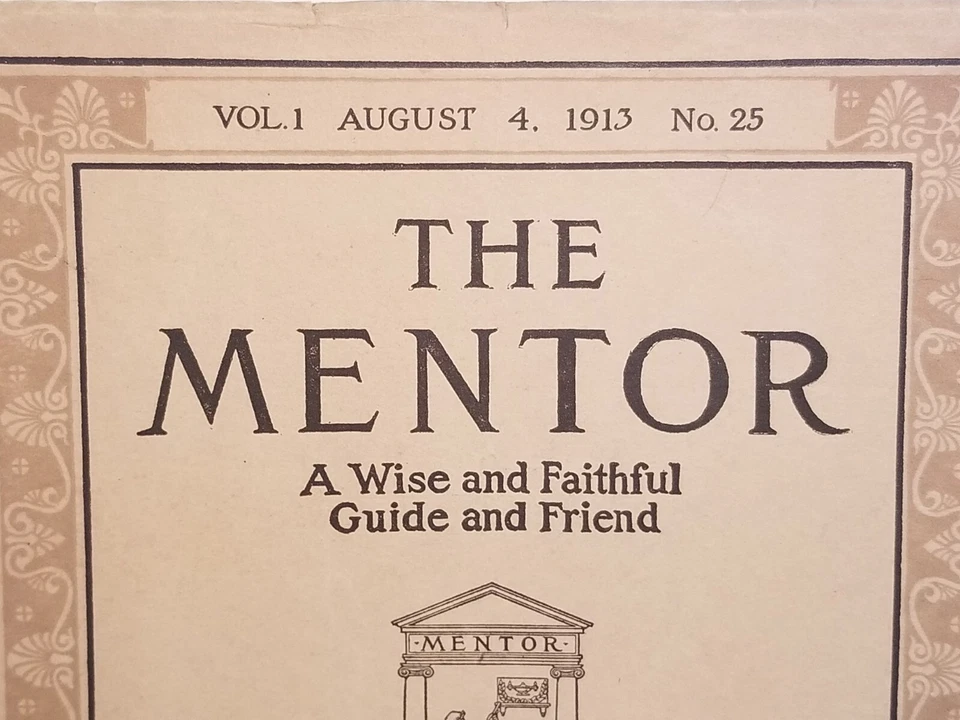 VOL.1 AUGUST 4, 1913 No. 25
THE
MENTOR
A Wise and Faithful
Guide and Friend
·MENTOR·